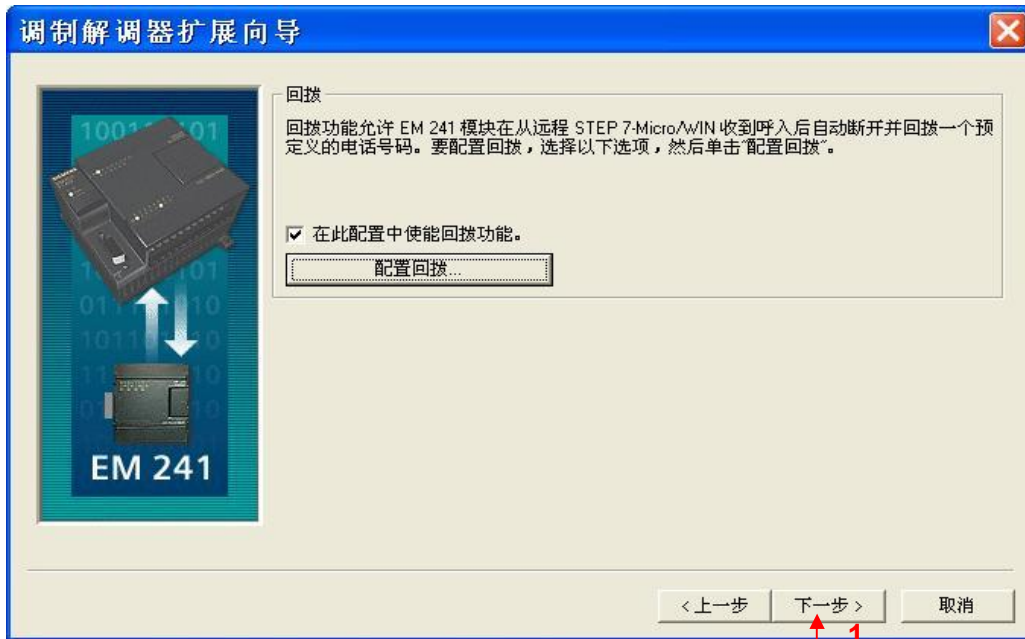 调制解调器扩展向导
回拨
回拨功能允许 EM 241 模块在从远程 STEP 7-Micro/WIN 收到呼入后自动断开并回拨一个预
定义的电话号码。要配置回拨，选择以下选项，然后单击“配置回拨”。
在此配置中使能回拨功能。
配置回拨...
EM 241
<上一步
下一步>
取消
1